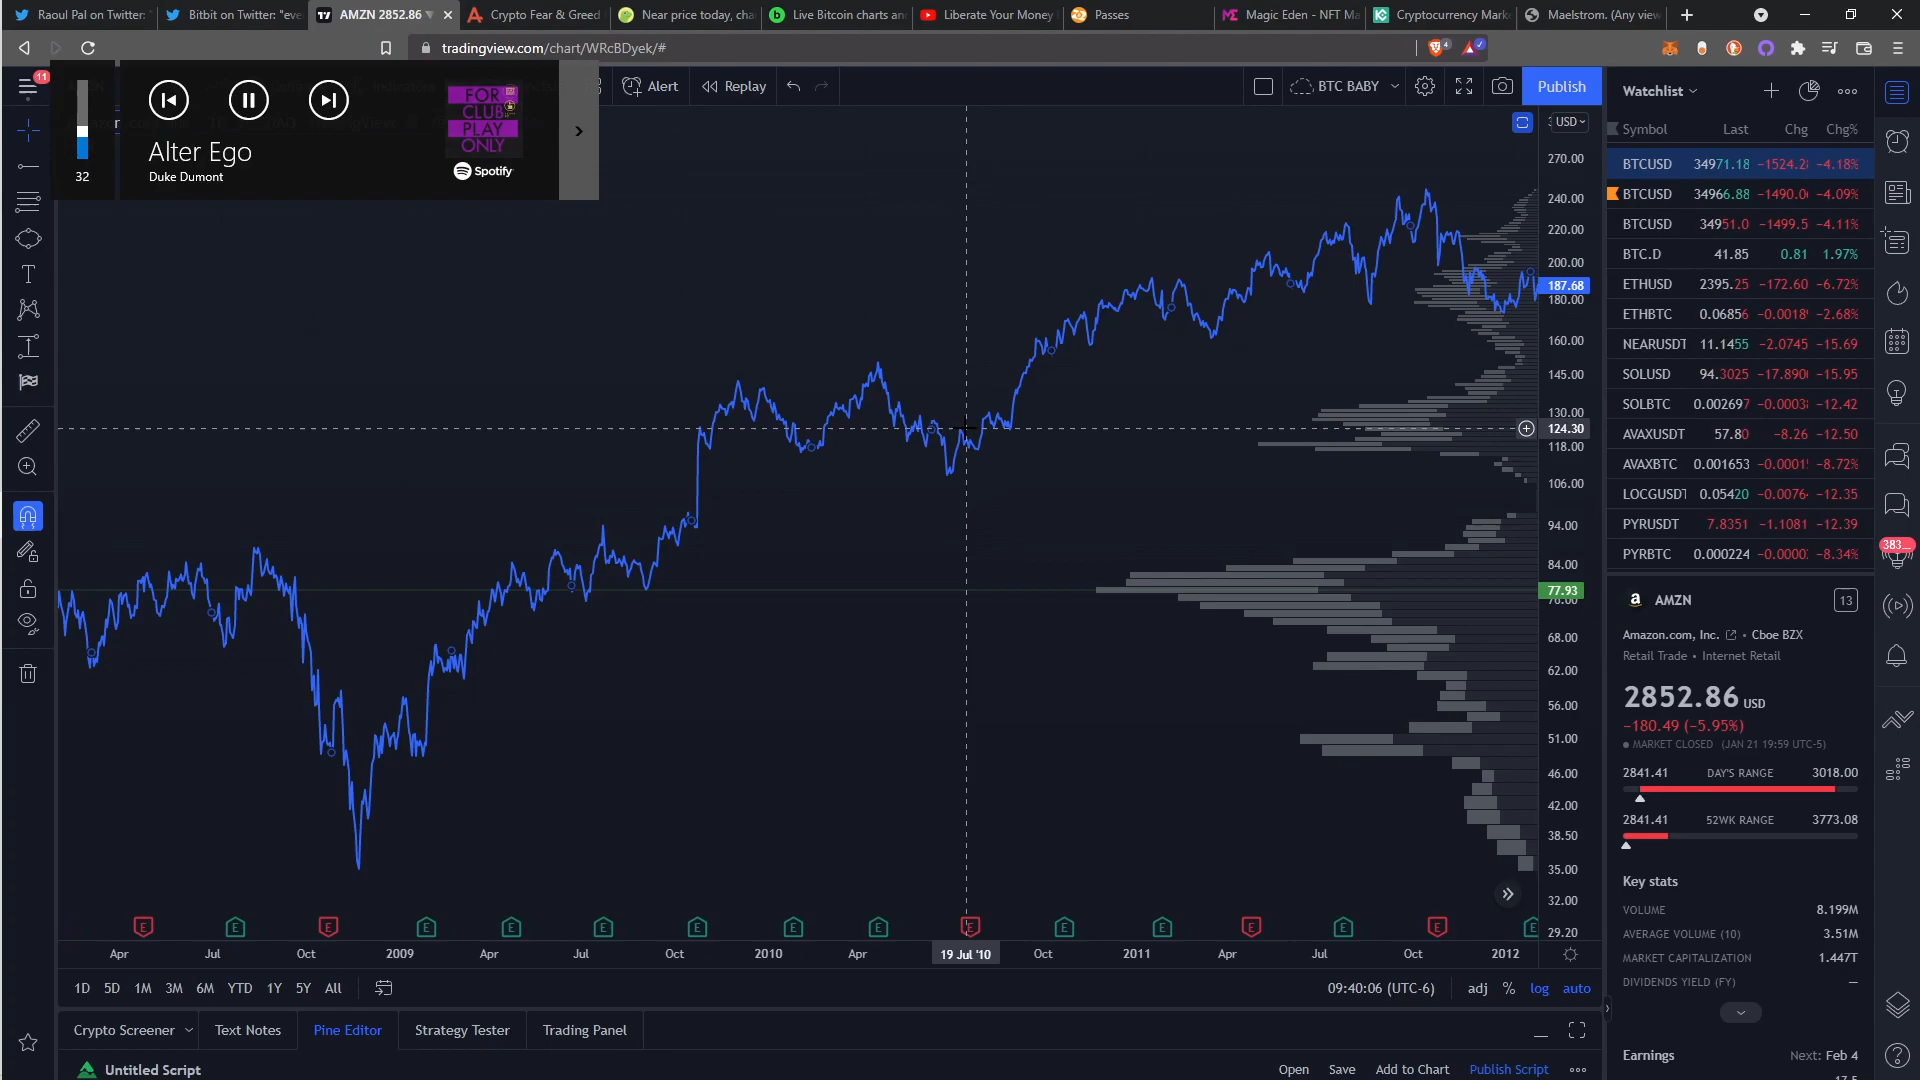 Raoul Pal on Twitter:
Bitbit on Twitter: "eve
AMZN 2852.86
Crypto Fear & Greed
Near price today, cha
Live Bitcoin charts an
Liberate Your Money
Passes
Magic Eden - NFT Ma
Cryptocurrency Mark
Maelstrom. (Any view
tradingview.com/chart/WRcBDyek/#
4
11
32
Alter Ego
Duke Dumont
FOR
CLUB
PLAY
ONLY
Spotify
Alert
Replay
BTC BABY
Publish
USD
270.00
240.00
220.00
200.00
187.68
180.00
160.00
145.00
130.00
124.30
118.00
106.00
94.00
84.00
77.93
76.00
68.00
62.00
56.00
51.00
46.00
42.00
38.50
35.00
32.00
29.20
E E E E E E E E E E E E E E E E
Apr Jul Oct 2009 Apr Jul Oct 2010 Apr 19 Jul '10 Oct 2011 Apr Jul Oct 2012
1D 5D 1M 3M 6M YTD 1Y 5Y All
09:40:06 (UTC-6) adj % log auto
Crypto Screener Text Notes Pine Editor Strategy Tester Trading Panel
Untitled Script
Open Save Add to Chart Publish Script
Watchlist
Symbol Last Chg Chg%
BTCUSD 34971.18 −1524.2 −4.18%
BTCUSD 34966.88 −1490.0 −4.09%
BTCUSD 34951.0 −1499.5 −4.11%
BTC.D 41.85 0.81 1.97%
ETHUSD 2395.25 −172.60 −6.72%
ETHBTC 0.06856 −0.0018 −2.68%
NEARUSDT 11.1455 −2.0745 −15.69
SOLUSD 94.3025 −17.890 −15.95
SOLBTC 0.002697 −0.0003 −12.42
AVAXUSDT 57.80 −8.26 −12.50
AVAXBTC 0.001653 −0.0001 −8.72%
LOCGUSDT 0.05420 −0.0076 −12.35
PYRUSDT 7.8351 −1.1081 −12.39
PYRBTC 0.000224 −0.0000 −8.34%
383...
AMZN
13
Amazon.com, Inc. • Cboe BZX
Retail Trade • Internet Retail
2852.86 USD
−180.49 (−5.95%)
MARKET CLOSED (JAN 21 19:59 UTC-5)
2841.41 DAY'S RANGE 3018.00
2841.41 52WK RANGE 3773.08
Key stats
VOLUME 8.199M
AVERAGE VOLUME (10) 3.51M
MARKET CAPITALIZATION 1.447T
DIVIDENDS YIELD (FY) —
Earnings Next: Feb 4